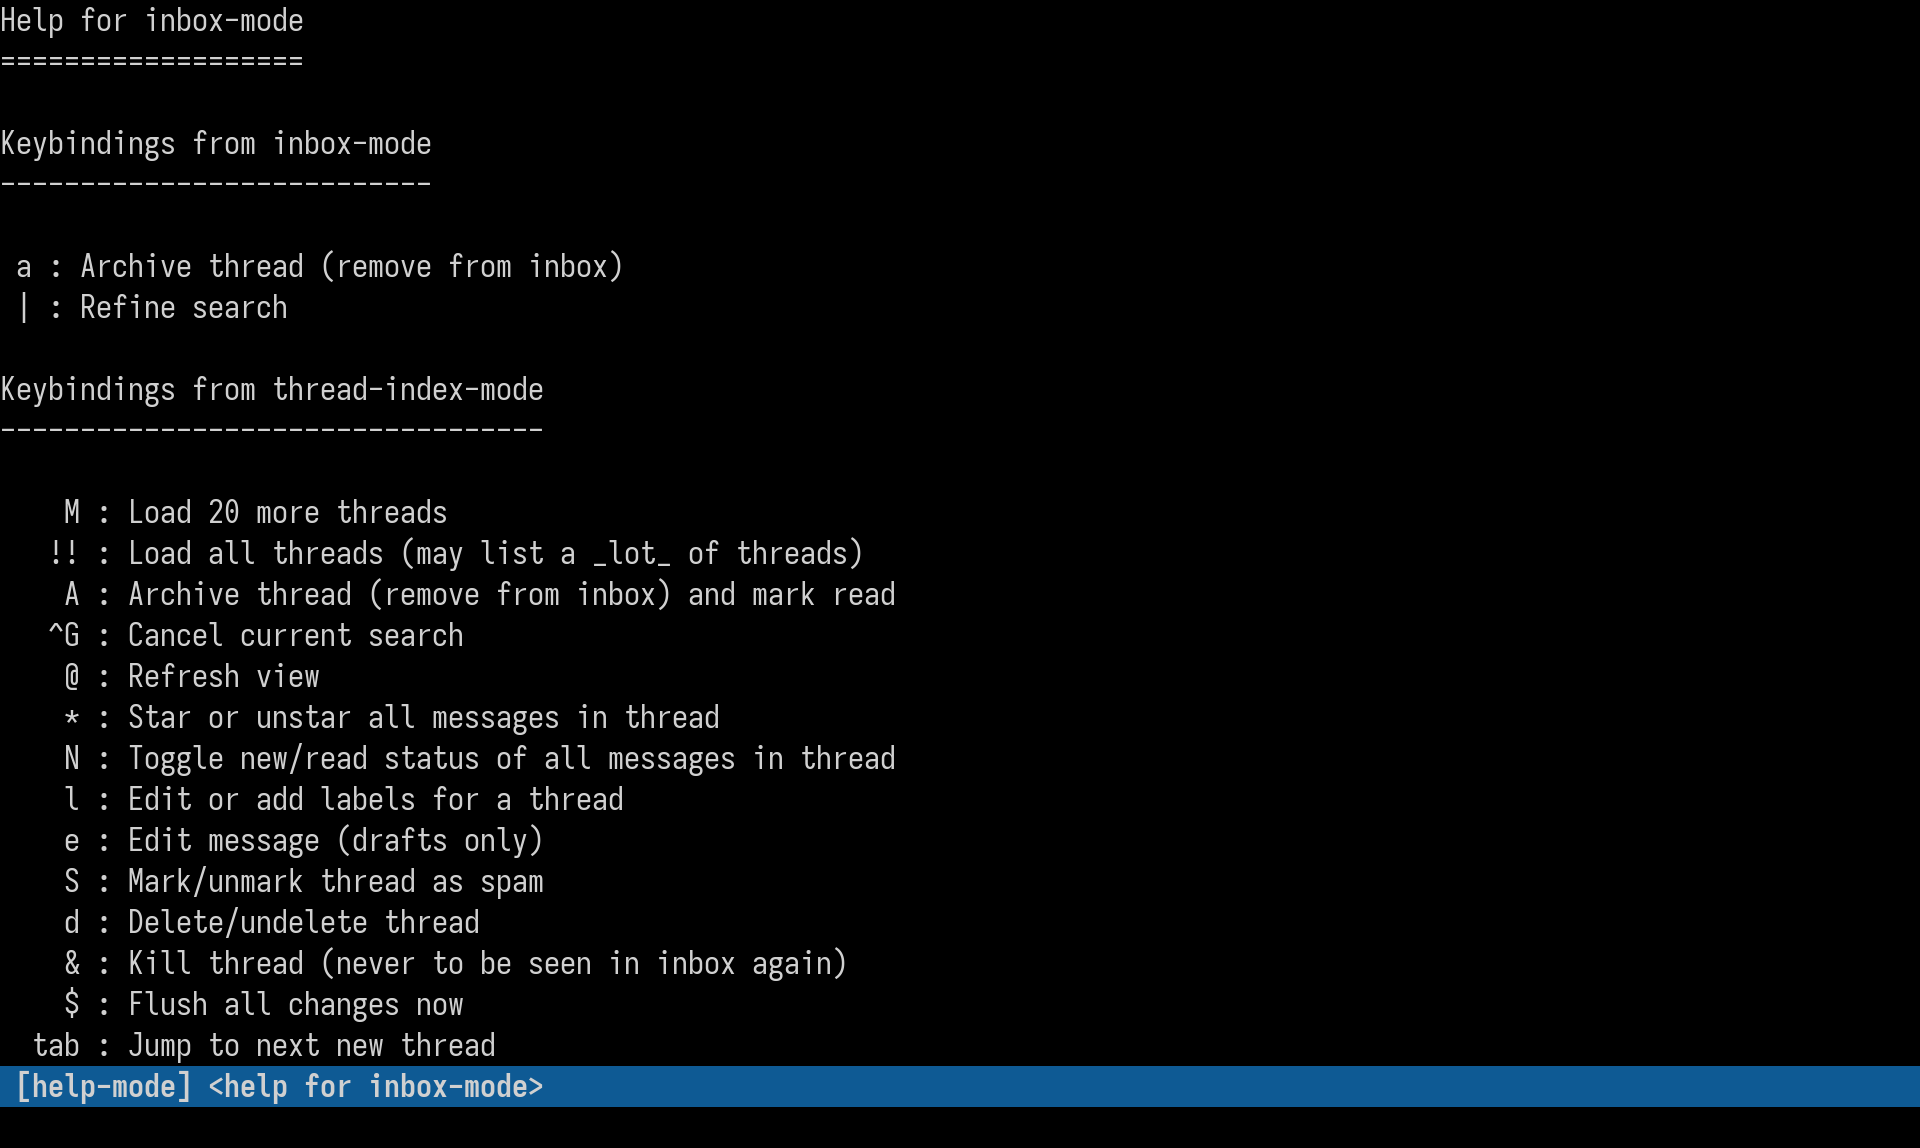 Help for inbox-mode
===================

Keybindings from inbox-mode
---------------------------

 a : Archive thread (remove from inbox)
 | : Refine search

Keybindings from thread-index-mode
----------------------------------

    M : Load 20 more threads
   !! : Load all threads (may list a _lot_ of threads)
    A : Archive thread (remove from inbox) and mark read
   ^G : Cancel current search
    @ : Refresh view
    * : Star or unstar all messages in thread
    N : Toggle new/read status of all messages in thread
    l : Edit or add labels for a thread
    e : Edit message (drafts only)
    S : Mark/unmark thread as spam
    d : Delete/undelete thread
    & : Kill thread (never to be seen in inbox again)
    $ : Flush all changes now
  tab : Jump to next new thread
 [help-mode] <help for inbox-mode>